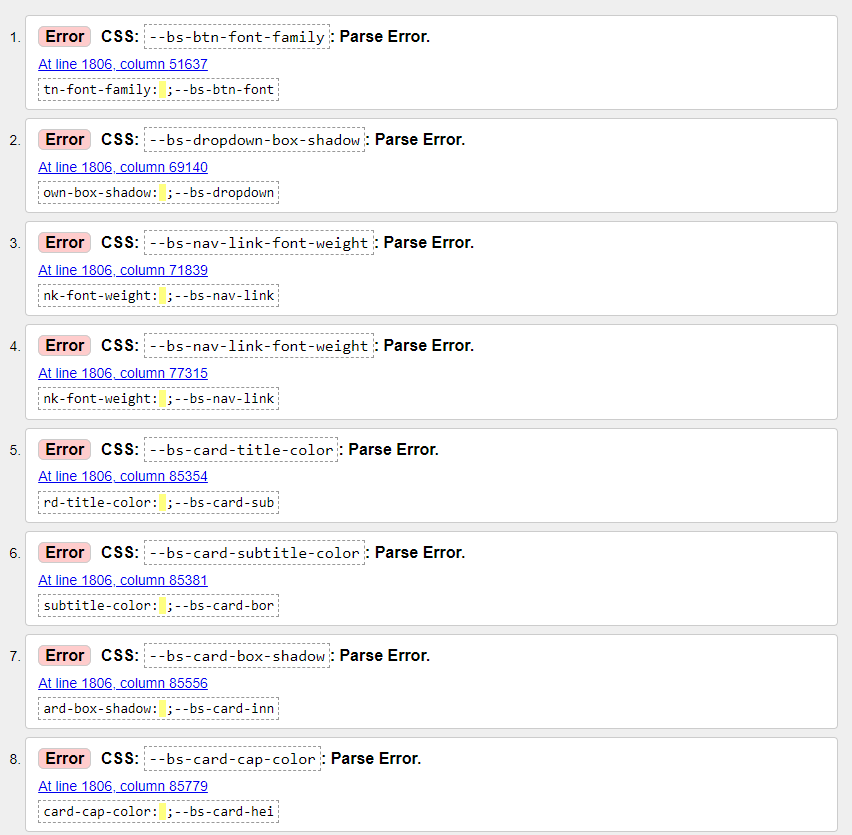 1. Error CSS: --bs-btn-font-family: Parse Error.
At line 1806, column 51637
tn-font-family: ;--bs-btn-font
2. Error CSS: --bs-dropdown-box-shadow: Parse Error.
At line 1806, column 69140
own-box-shadow: ;--bs-dropdown
3. Error CSS: --bs-nav-link-font-weight: Parse Error.
At line 1806, column 71839
nk-font-weight: ;--bs-nav-link
4. Error CSS: --bs-nav-link-font-weight: Parse Error.
At line 1806, column 77315
nk-font-weight: ;--bs-nav-link
5. Error CSS: --bs-card-title-color: Parse Error.
At line 1806, column 85354
rd-title-color: ;--bs-card-sub
6. Error CSS: --bs-card-subtitle-color: Parse Error.
At line 1806, column 85381
subtitle-color: ;--bs-card-bor
7. Error CSS: --bs-card-box-shadow: Parse Error.
At line 1806, column 85556
ard-box-shadow: ;--bs-card-inn
8. Error CSS: --bs-card-cap-color: Parse Error.
At line 1806, column 85779
card-cap-color: ;--bs-card-hei